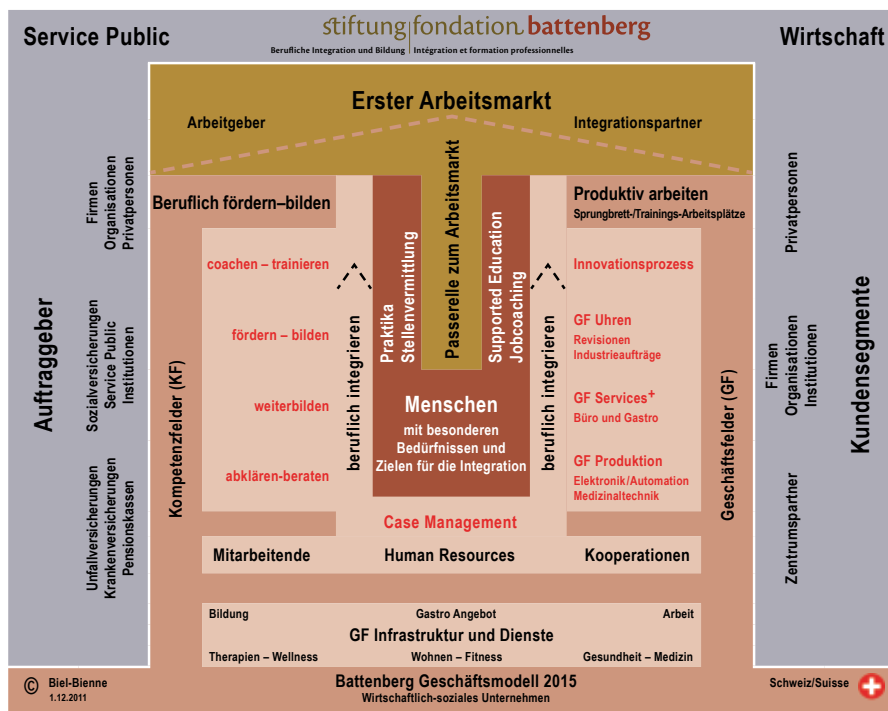 Service Public
stiftung fondation battenberg
Berufliche Integration und Bildung Intégration et formation professionnelles
Wirtschaft
Erster Arbeitsmarkt
Arbeitgeber
Integrationspartner
Auftraggeber
Firmen
Organisationen
Privatpersonen
Sozialversicherungen
Service Public
Institutionen
Unfallversicherungen
Krankenversicherungen
Pensionskassen
Kompetenzfelder (KF)
Beruflich fördern–bilden
coachen – trainieren
fördern – bilden
weiterbilden
abklären-beraten
beruflich integrieren
Praktika
Stellenvermittlung
Passerelle zum Arbeitsmarkt
Supported Education
Jobcoaching
Menschen
mit besonderen
Bedürfnissen und
Zielen für die Integration
beruflich integrieren
Produktiv arbeiten
Sprungbrett-/Trainings-Arbeitsplätze
Innovationsprozess
GF Uhren
Revisionen
Industrieaufträge
GF Services+
Büro und Gastro
GF Produktion
Elektronik/Automation
Medizinaltechnik
Geschäftsfelder (GF)
Privatpersonen
Firmen
Organisationen
Institutionen
Zentrumspartner
Kundensegmente
Case Management
Mitarbeitende
Human Resources
Kooperationen
Bildung
Gastro Angebot
Arbeit
GF Infrastruktur und Dienste
Therapien – Wellness
Wohnen – Fitness
Gesundheit – Medizin
© Biel-Bienne
1.12.2011
Battenberg Geschäftsmodell 2015
Wirtschaftlich-soziales Unternehmen
Schweiz/Suisse